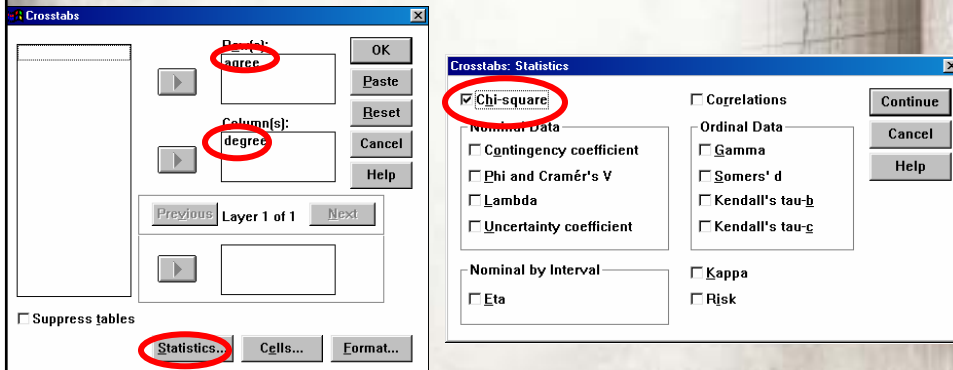 Crosstabs
Row(s):
agree
OK
Paste
Reset
Column(s):
degree
Cancel
Help
Previous Layer 1 of 1 Next
Suppress tables
Statistics... Cells... Format...
Crosstabs: Statistics
Chi-square
Correlations
Continue
Cancel
Help
Nominal Data
Contingency coefficient
Phi and Cramér's V
Lambda
Uncertainty coefficient
Ordinal Data
Gamma
Somers' d
Kendall's tau-b
Kendall's tau-c
Nominal by Interval
Eta
Kappa
Risk